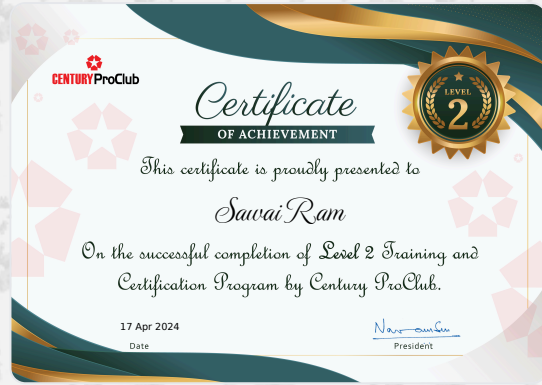 CENTURY ProClub
Certificate
OF ACHIEVEMENT
LEVEL
2
This certificate is proudly presented to
Sawai Ram
On the successful completion of Level 2 Training and
Certification Program by Century ProClub.
17 Apr 2024
Date
President